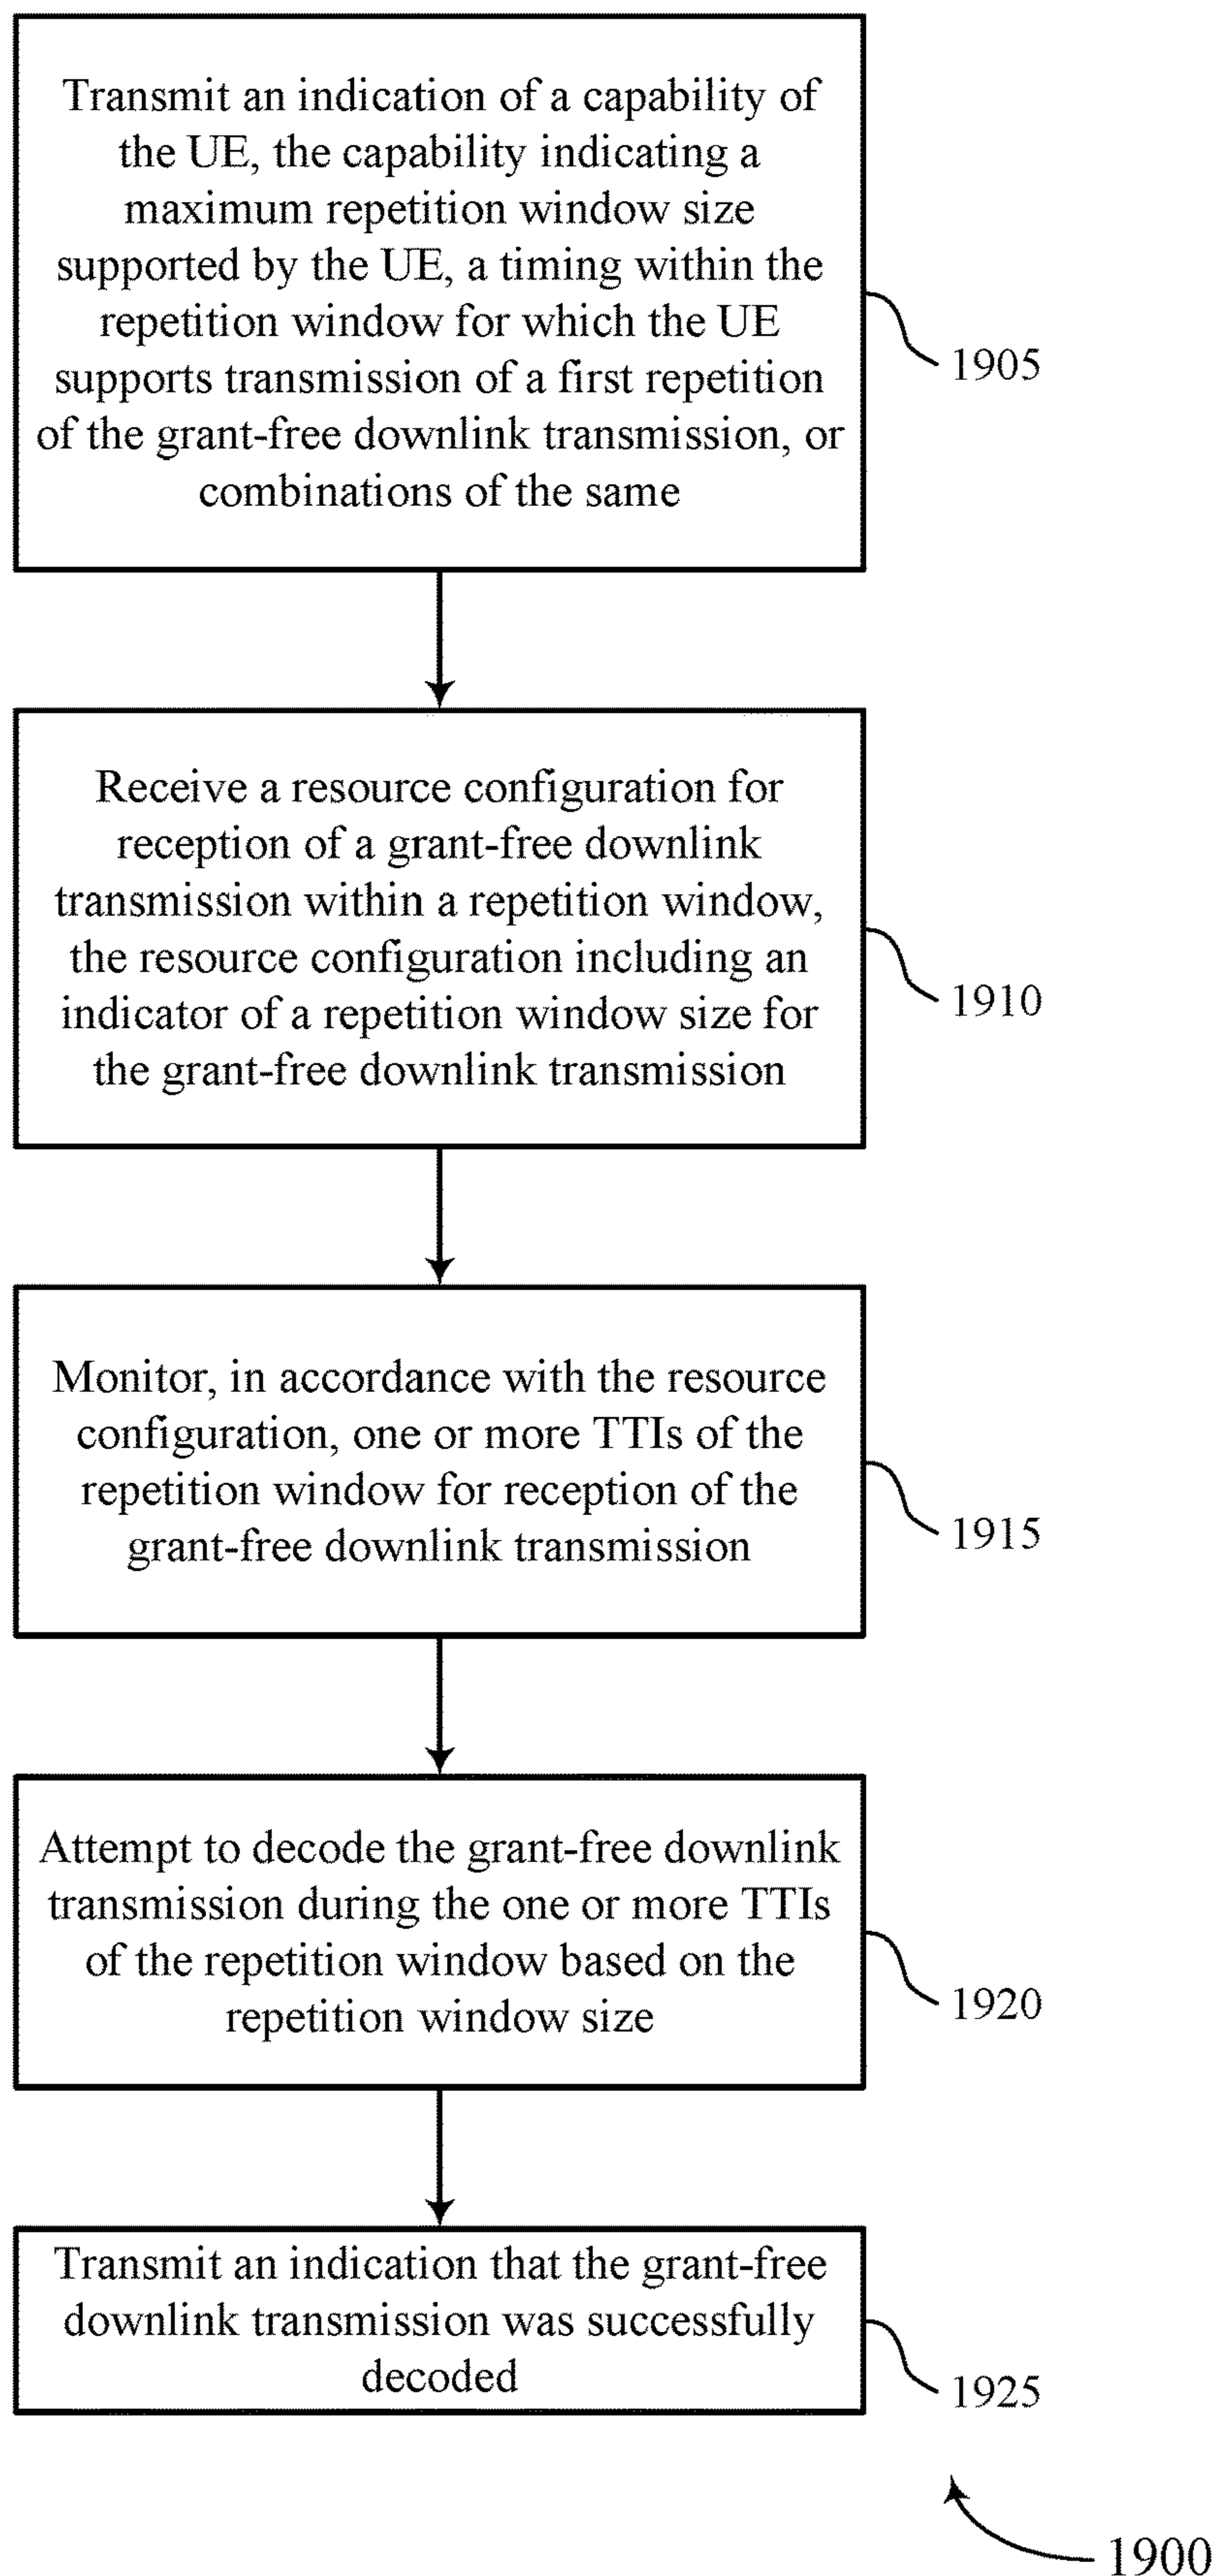 Transmit an indication of a capability of
the UE, the capability indicating a
maximum repetition window size
supported by the UE, a timing within the
repetition window for which the UE
supports transmission of a first repetition
of the grant-free downlink transmission, or
combinations of the same
1905
Receive a resource configuration for
reception of a grant-free downlink
transmission within a repetition window,
the resource configuration including an
indicator of a repetition window size for
the grant-free downlink transmission
1910
Monitor, in accordance with the resource
configuration, one or more TTIs of the
repetition window for reception of the
grant-free downlink transmission
1915
Attempt to decode the grant-free downlink
transmission during the one or more TTIs
of the repetition window based on the
repetition window size
1920
Transmit an indication that the grant-free
downlink transmission was successfully
decoded
1925
1900